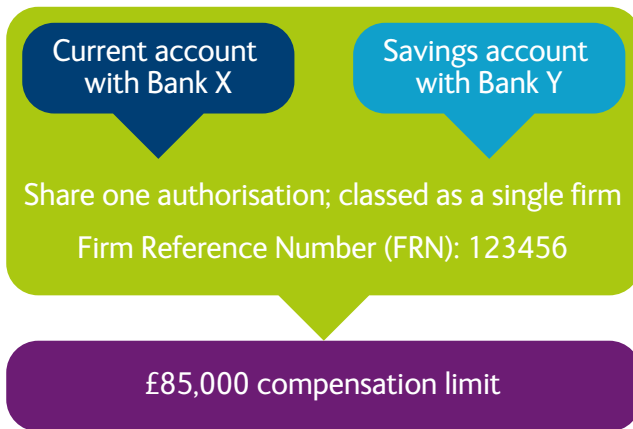 Current account
with Bank X
Savings account
with Bank Y
Share one authorisation; classed as a single firm
Firm Reference Number (FRN): 123456
£85,000 compensation limit